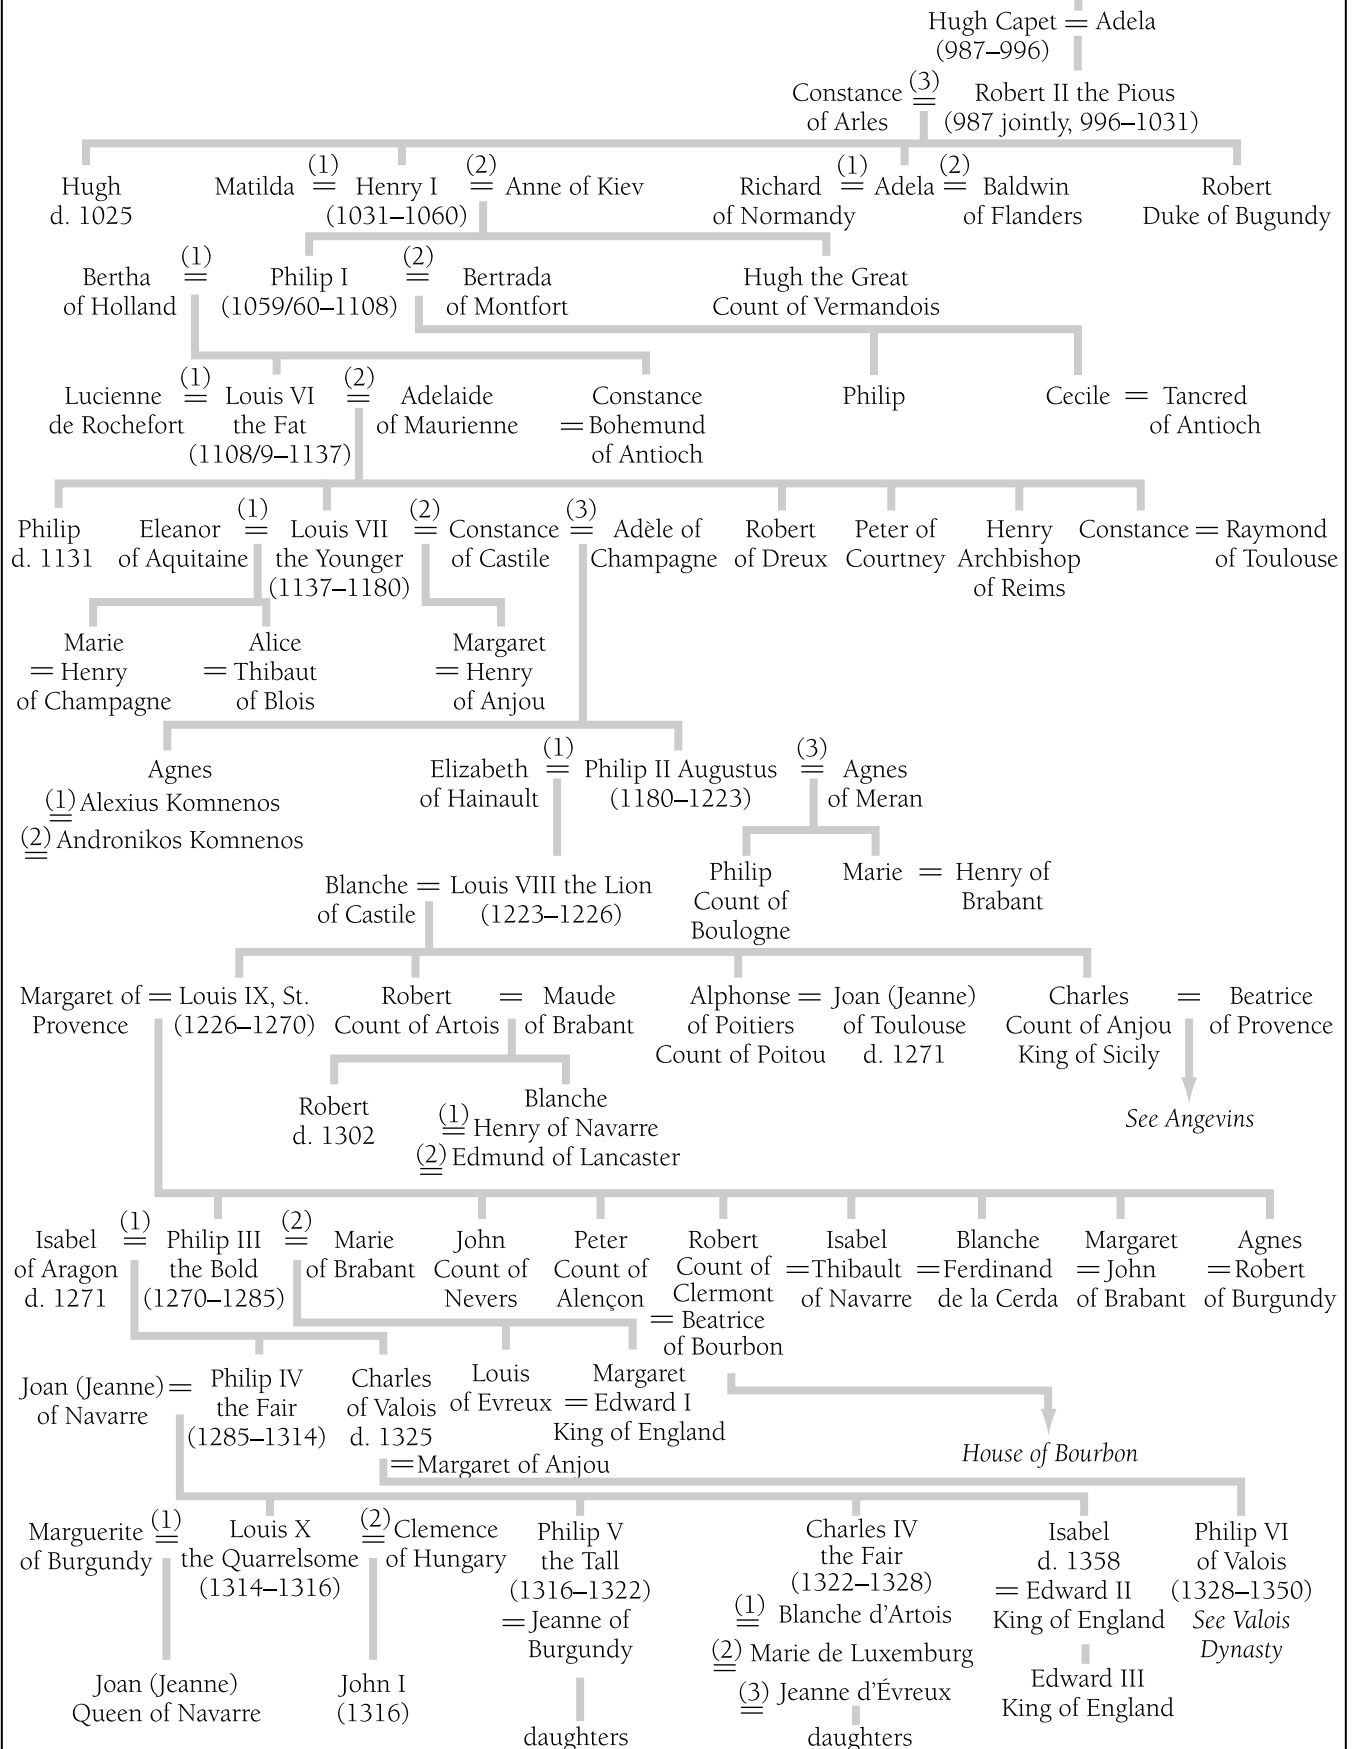 Hugh Capet = Adela
(987–996)
Constance (3) = Robert II the Pious
of Arles (987 jointly, 996–1031)
Hugh Matilda (1) = Henry I (2) = Anne of Kiev Richard (1) = Adela (2) = Baldwin Robert
d. 1025 (1031–1060) of Normandy of Flanders Duke of Bugundy
Bertha (1) = Philip I (2) = Bertrada Hugh the Great
of Holland (1059/60–1108) of Montfort Count of Vermandois
Lucienne (1) = Louis VI (2) = Adelaide Constance Philip Cecile = Tancred
de Rochefort the Fat of Maurienne = Bohemund of Antioch
(1108/9–1137) of Antioch
Philip Eleanor (1) = Louis VII (2) = Constance (3) = Adèle of Robert Peter of Henry Constance = Raymond
d. 1131 of Aquitaine the Younger of Castile Champagne of Dreux Courtney Archbishop of Toulouse
(1137–1180) of Reims
Marie Alice Margaret
= Henry = Thibaut = Henry
of Champagne of Blois of Anjou
Agnes Elizabeth (1) = Philip II Augustus (3) = Agnes
(1) = Alexius Komnenos of Hainault (1180–1223) of Meran
(2) = Andronikos Komnenos
Blanche = Louis VIII the Lion Philip Marie = Henry of
of Castile (1223–1226) Count of Brabant
Boulogne
Margaret of = Louis IX, St. Robert = Maude Alphonse = Joan (Jeanne) Charles = Beatrice
Provence (1226–1270) Count of Artois of Brabant of Poitiers of Toulouse Count of Anjou of Provence
Count of Poitou d. 1271 King of Sicily
Robert Blanche See Angevins
d. 1302 (1) = Henry of Navarre
(2) = Edmund of Lancaster
Isabel (1) = Philip III (2) = Marie John Peter Robert Isabel Blanche Margaret Agnes
of Aragon the Bold of Brabant Count of Count of Count of = Thibault = Ferdinand = John = Robert
d. 1271 (1270–1285) Nevers Alençon Clermont of Navarre de la Cerda of Brabant of Burgundy
= Beatrice
of Bourbon
Joan (Jeanne) = Philip IV Charles Louis Margaret
of Navarre the Fair of Valois of Evreux = Edward I
(1285–1314) d. 1325 King of England House of Bourbon
= Margaret of Anjou
Marguerite (1) = Louis X (2) = Clemence Philip V Charles IV Isabel Philip VI
of Burgundy the Quarrelsome of Hungary the Tall the Fair d. 1358 of Valois
(1314–1316) (1316–1322) (1322–1328) = Edward II (1328–1350)
= Jeanne of (1) = Blanche d'Artois King of England See Valois
Burgundy (2) = Marie de Luxemburg Dynasty
Joan (Jeanne) John I (3) = Jeanne d'Évreux Edward III
Queen of Navarre (1316) King of England
daughters daughters